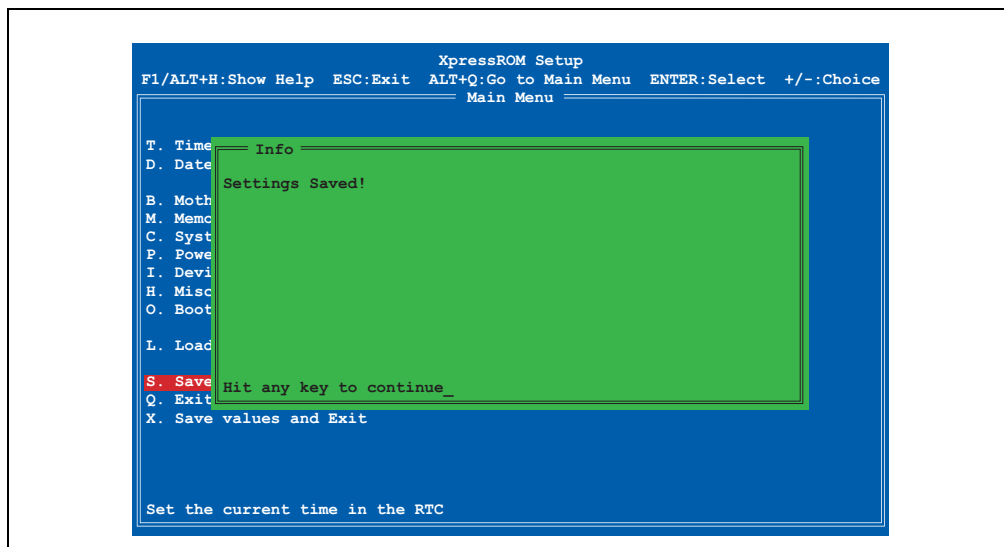 XpressROM Setup
F1/ALT+H:Show Help ESC:Exit ALT+Q:Go to Main Menu ENTER:Select +/-:Choice
Main Menu
T. Time
Info
D. Date
Settings Saved!
B. Moth
M. Memo
C. Syst
P. Powe
I. Devi
H. Misc
O. Boot
L. Load
S. Save
Hit any key to continue_
Q. Exit
X. Save values and Exit
Set the current time in the RTC